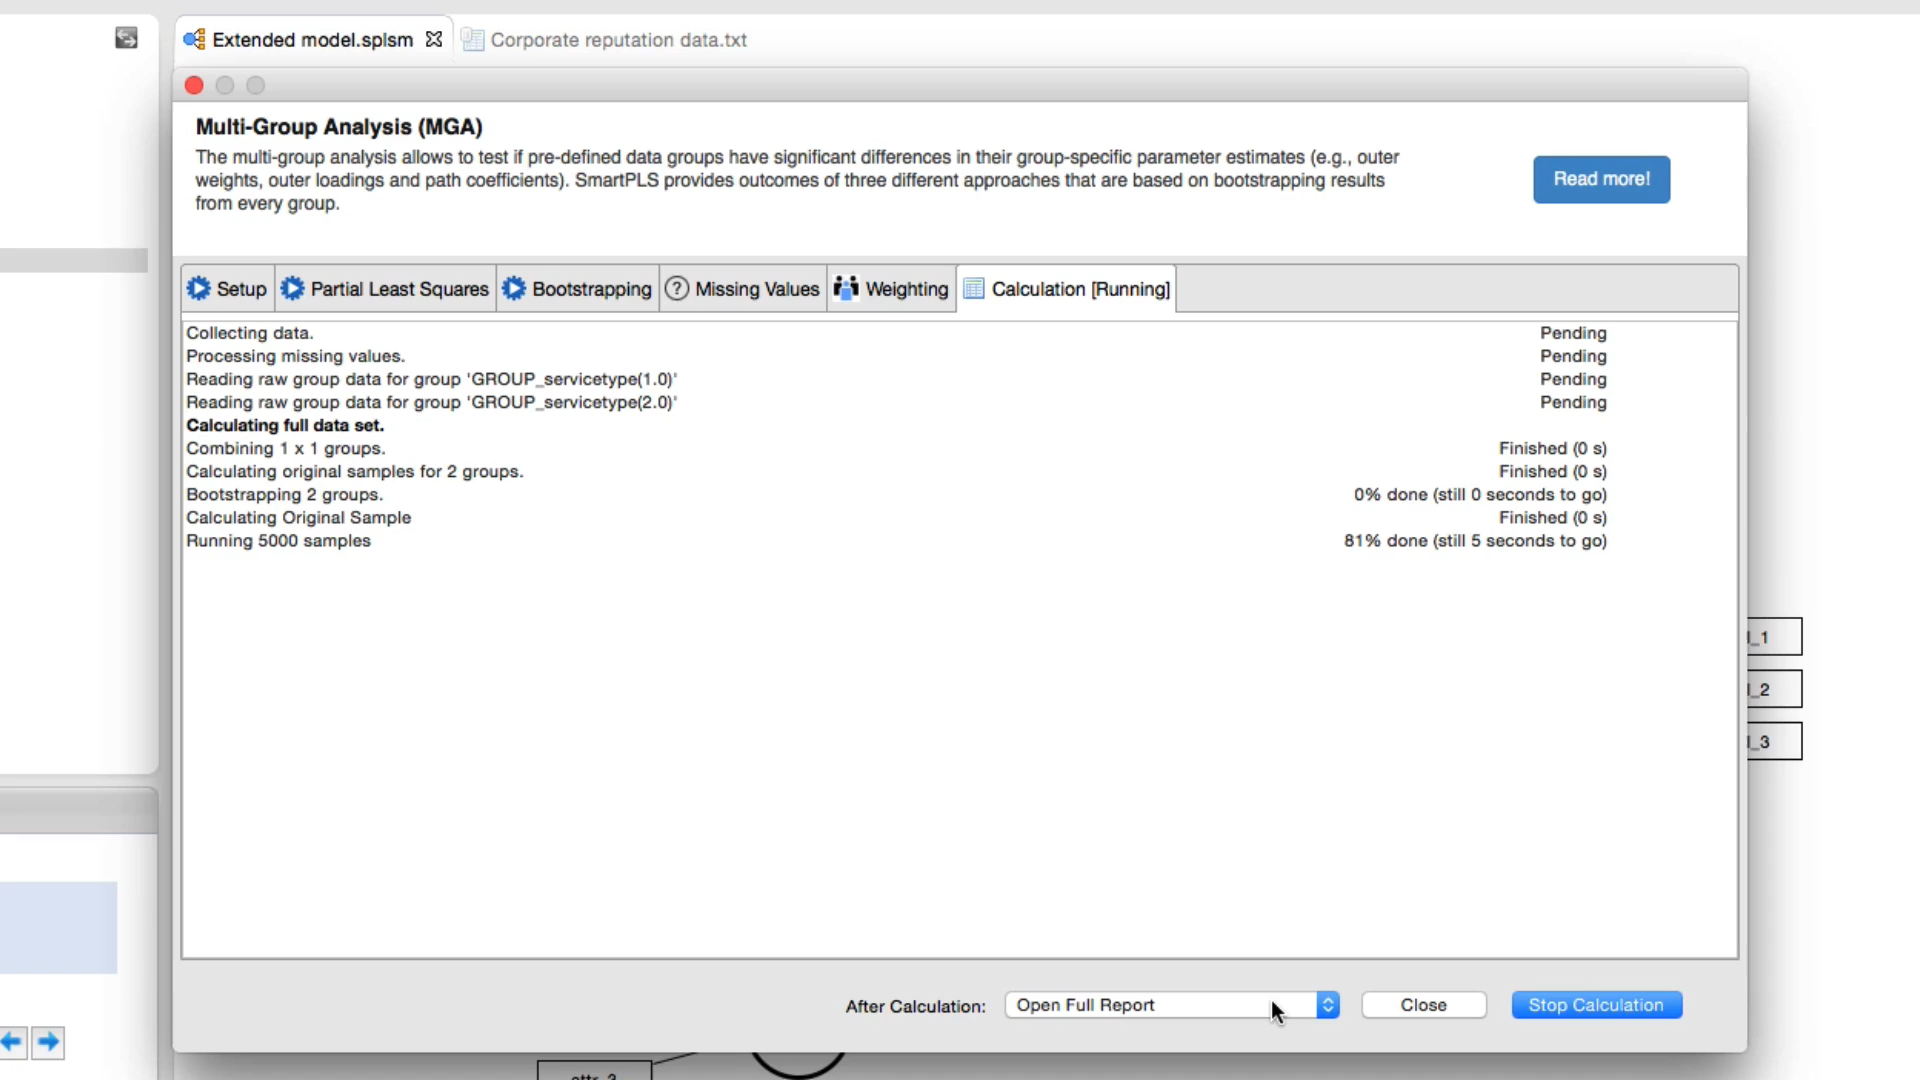 Extended model.splsm
Corporate reputation data.txt
Multi-Group Analysis (MGA)
The multi-group analysis allows to test if pre-defined data groups have significant differences in their group-specific parameter estimates (e.g., outer
weights, outer loadings and path coefficients). SmartPLS provides outcomes of three different approaches that are based on bootstrapping results
from every group.
Read more!
Setup
Partial Least Squares
Bootstrapping
Missing Values
Weighting
Calculation [Running]
Collecting data. Pending
Processing missing values. Pending
Reading raw group data for group 'GROUP_servicetype(1.0)' Pending
Reading raw group data for group 'GROUP_servicetype(2.0)' Pending
Calculating full data set.
Combining 1 x 1 groups. Finished (0 s)
Calculating original samples for 2 groups. Finished (0 s)
Bootstrapping 2 groups. 0% done (still 0 seconds to go)
Calculating Original Sample Finished (0 s)
Running 5000 samples 81% done (still 5 seconds to go)
l_1
l_2
l_3
After Calculation: Open Full Report
Close
Stop Calculation